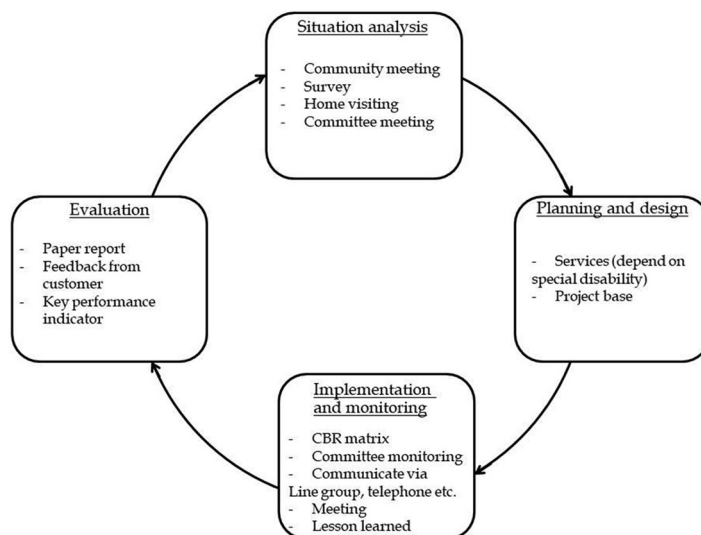 Situation analysis
- Community meeting
- Survey
- Home visiting
- Committee meeting
Planning and design
- Services (depend on
special disability)
- Project base
Implementation
and monitoring
- CBR matrix
- Committee monitoring
- Communicate via
Line group, telephone etc.
- Meeting
- Lesson learned
Evaluation
- Paper report
- Feedback from
customer
- Key performance
indicator